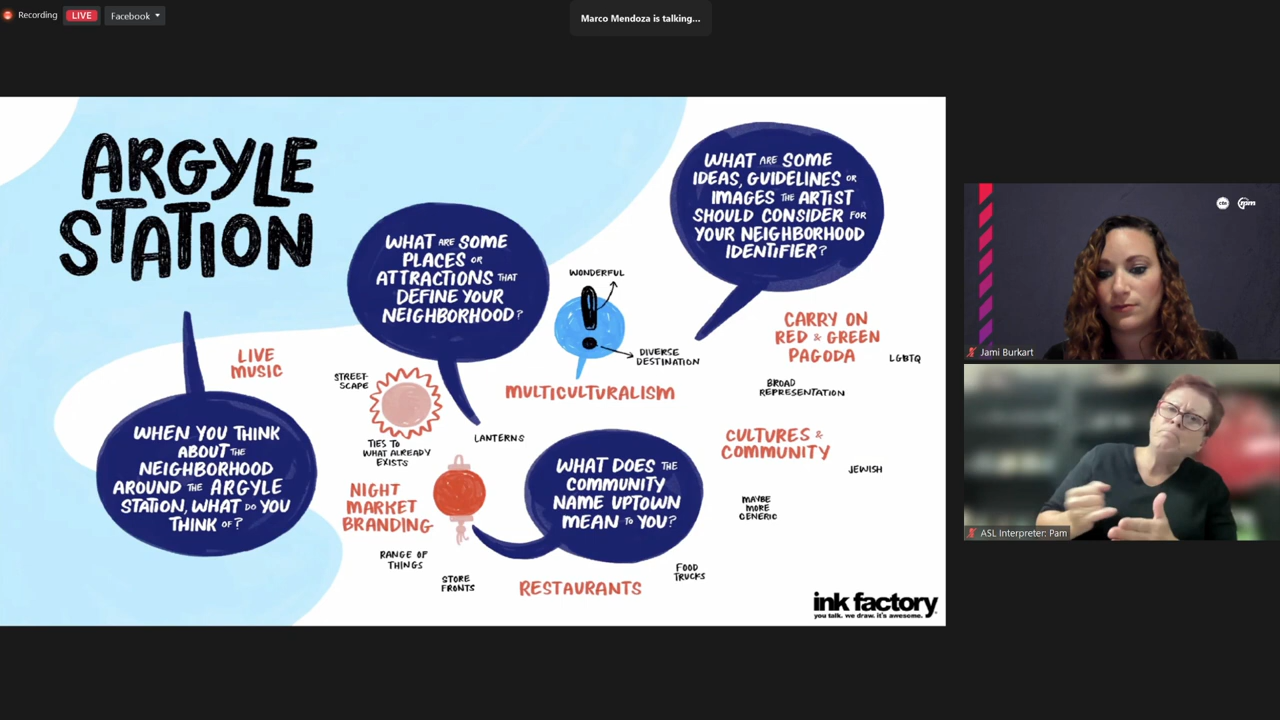 Recording
LIVE
Facebook
Marco Mendoza is talking...
ARGYLE
STATION
WHAT ARE SOME
IDEAS, GUIDELINES OR
IMAGES THE ARTIST
SHOULD CONSIDER FOR
YOUR NEIGHBORHOOD
IDENTIFIER?
WHAT ARE SOME
PLACES OR
ATTRACTIONS THAT
DEFINE YOUR
NEIGHBORHOOD?
WONDERFUL
!
DIVERSE
DESTINATION
MULTICULTURALISM
CARRY ON
RED & GREEN
PAGODA
LGBTQ
BROAD
REPRESENTATION
LIVE
MUSIC
STREET-
SCAPE
TIES TO
WHAT ALREADY
EXISTS
LANTERNS
WHEN YOU THINK
ABOUT THE
NEIGHBORHOOD
AROUND THE ARGYLE
STATION, WHAT DO YOU
THINK OF?
NIGHT
MARKET
BRANDING
WHAT DOES THE
COMMUNITY
NAME UPTOWN
MEAN TO YOU?
CULTURES &
COMMUNITY
JEWISH
MAYBE
MORE
GENERIC
RANGE OF
THINGS
STORE
FRONTS
RESTAURANTS
FOOD
TRUCKS
ink factory
you talk. we draw. it's awesome.
cta rpm
Jami Burkart
ASL Interpreter: Pam